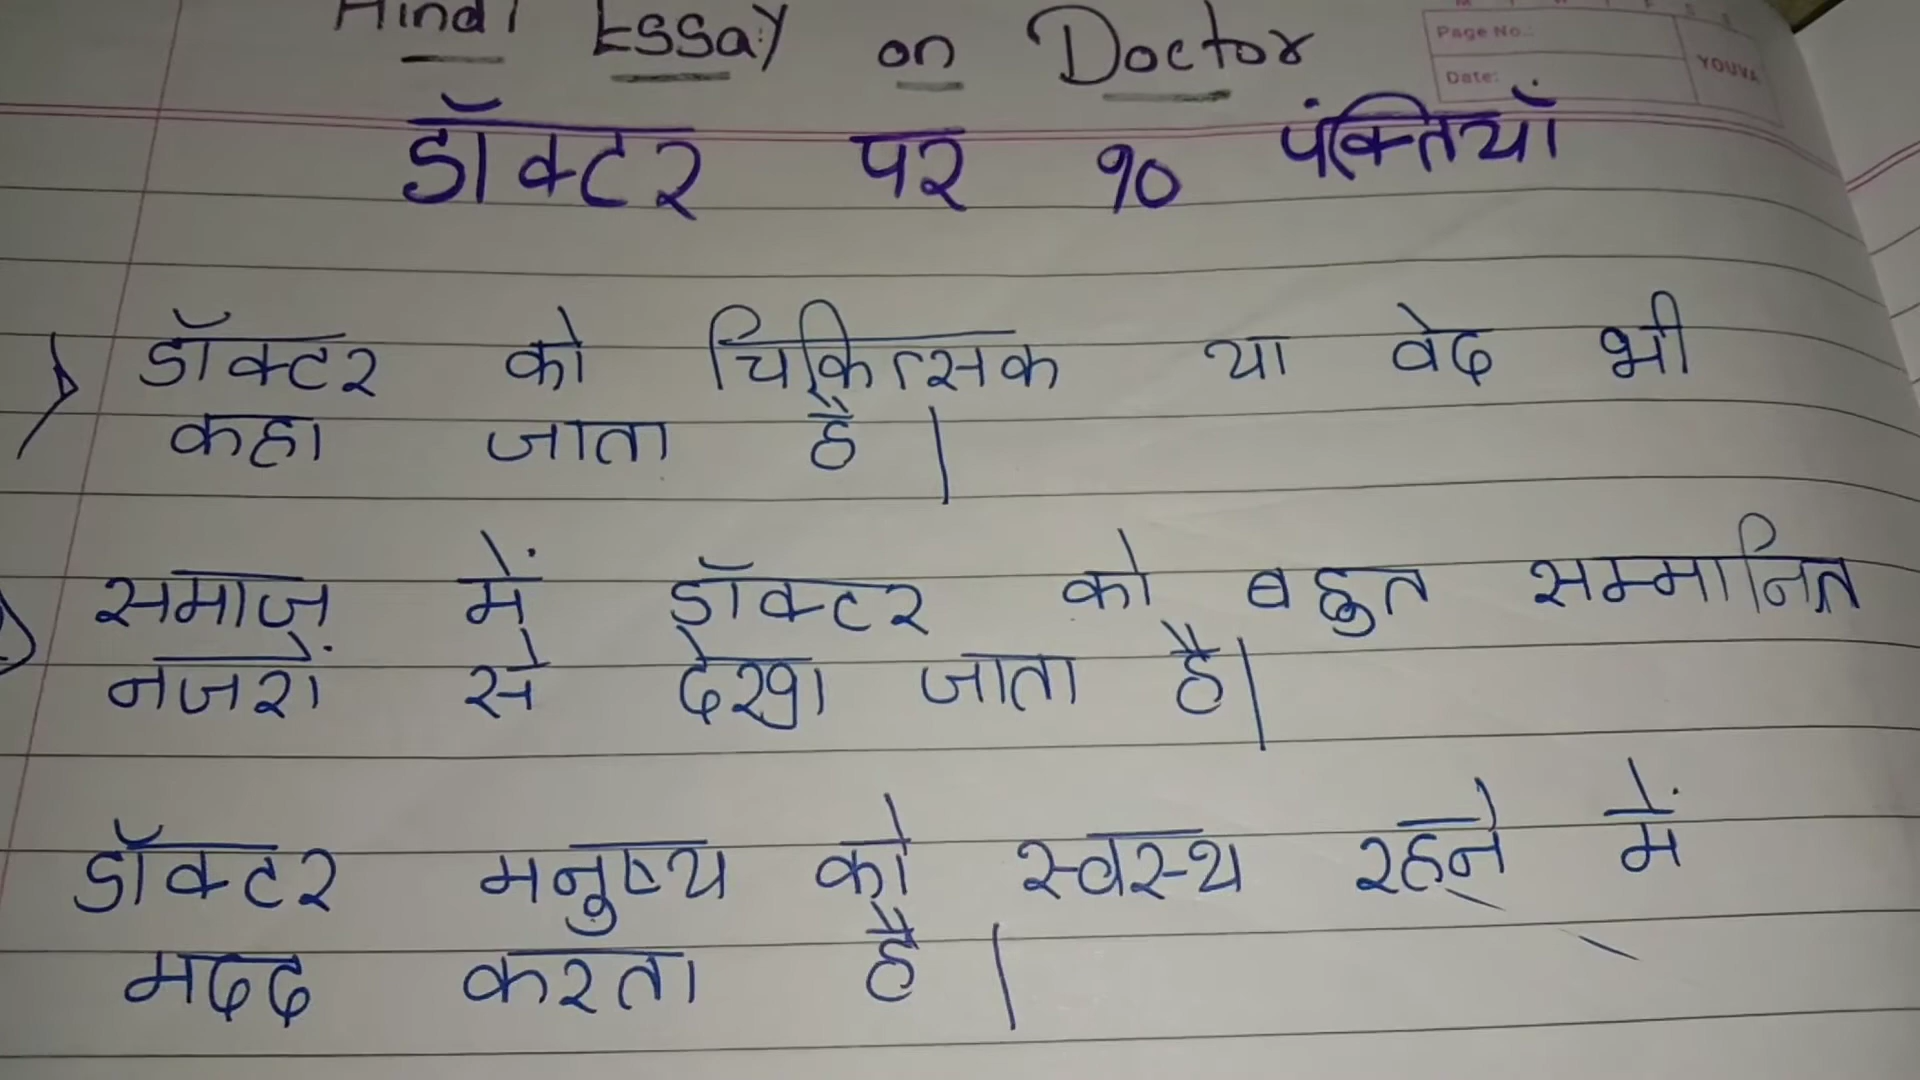 Hindi Essay on Doctor
Page No.:
Date:
YOUVA
डॉक्टर पर १० पंक्तियाँ
डॉक्टर को चिकित्सक या वेद भी
कहा जाता है |
समाज में डॉक्टर को बहुत सम्मानित
नजरों से देखा जाता है|
डॉक्टर मनुष्य को स्वस्थ रहने में
मदद करता है |